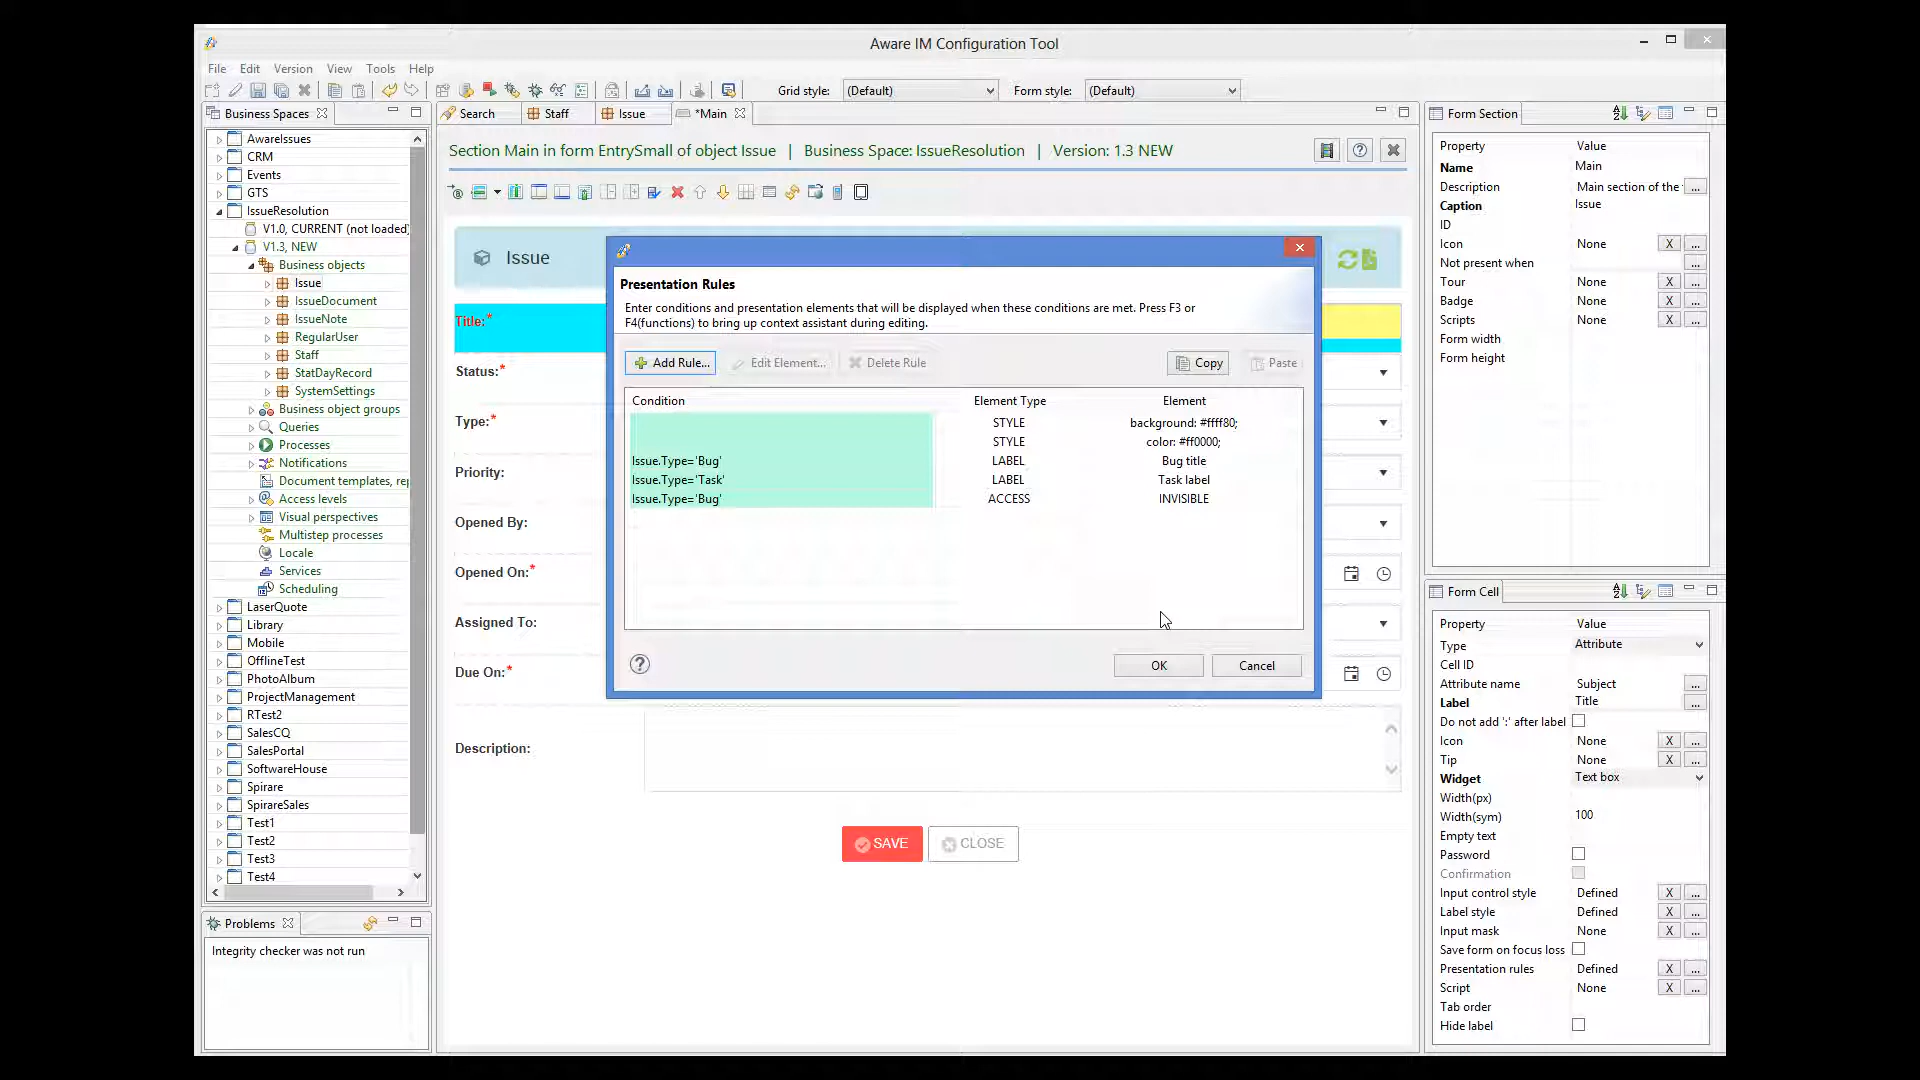 Aware IM Configuration Tool
File Edit Version View Tools Help
Grid style: (Default) Form style: (Default)
Business Spaces
AwareIssues
CRM
Events
GTS
IssueResolution
V1.0, CURRENT (not loaded)
V1.3, NEW
Business objects
Issue
IssueDocument
IssueNote
RegularUser
Staff
StatDayRecord
SystemSettings
Business object groups
Queries
Processes
Notifications
Document templates, rep
Access levels
Visual perspectives
Multistep processes
Locale
Services
Scheduling
LaserQuote
Library
Mobile
OfflineTest
PhotoAlbum
ProjectManagement
RTest2
SalesCQ
SalesPortal
SoftwareHouse
Spirare
SpirareSales
Test1
Test2
Test3
Test4
Problems
Integrity checker was not run
Search Staff Issue *Main
Section Main in form EntrySmall of object Issue | Business Space: IssueResolution | Version: 1.3 NEW
Issue
Title:*
Status:*
Type:*
Priority:
Opened By:
Opened On:*
Assigned To:
Due On:*
Description:
SAVE CLOSE
Presentation Rules
Enter conditions and presentation elements that will be displayed when these conditions are met. Press F3 or
F4(functions) to bring up context assistant during editing.
Add Rule... Edit Element... Delete Rule Copy Paste
Condition Element Type Element
STYLE background: #ffff80;
STYLE color: #ff0000;
Issue.Type='Bug' LABEL Bug title
Issue.Type='Task' LABEL Task label
Issue.Type='Bug' ACCESS INVISIBLE
OK Cancel
Form Section
Property Value
Name Main
Description Main section of the ...
Caption Issue
ID
Icon None X ...
Not present when ...
Tour None X ...
Badge None X ...
Scripts None X ...
Form width
Form height
Form Cell
Property Value
Type Attribute
Cell ID
Attribute name Subject ...
Label Title ...
Do not add ':' after label
Icon None X ...
Tip None X ...
Widget Text box
Width(px)
Width(sym) 100
Empty text
Password
Confirmation
Input control style Defined X ...
Label style Defined X ...
Input mask None X ...
Save form on focus loss
Presentation rules Defined X ...
Script None X ...
Tab order
Hide label